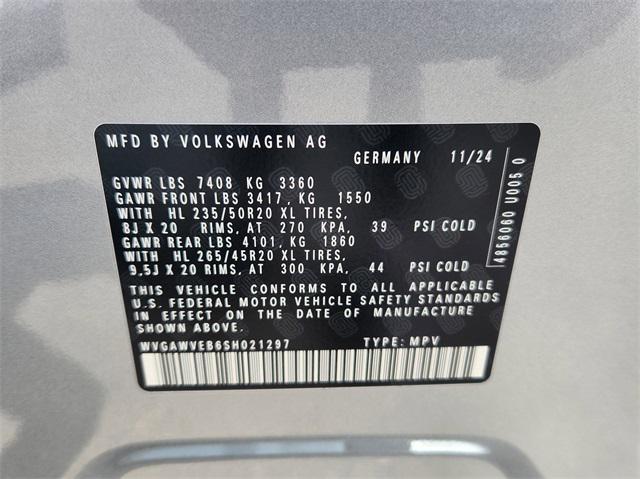 MFD BY VOLKSWAGEN AG
GERMANY 11/24
GVWR LBS 7408 KG 3360
GAWR FRONT LBS 3417, KG 1550
WITH HL 235/50R20 XL TIRES,
8J X 20 RIMS, AT 270 KPA, 39 PSI COLD
GAWR REAR LBS 4101, KG 1860
WITH HL 265/45R20 XL TIRES,
9.5J X 20 RIMS, AT 300 KPA, 44 PSI COLD
THIS VEHICLE CONFORMS TO ALL APPLICABLE
U.S. FEDERAL MOTOR VEHICLE SAFETY STANDARDS
IN EFFECT ON THE DATE OF MANUFACTURE
SHOWN ABOVE.
WVGAWVEB6SH021297 TYPE: MPV
4856060 U005 0